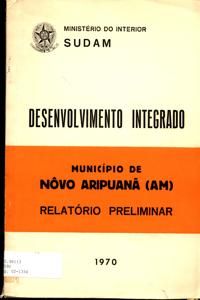 MINISTÉRIO DO INTERIOR
SUDAM
DESENVOLVIMENTO INTEGRADO
MUNICÍPIO DE
NÔVO ARIPUANÃ (AM)
RELATÓRIO PRELIMINAR
1970